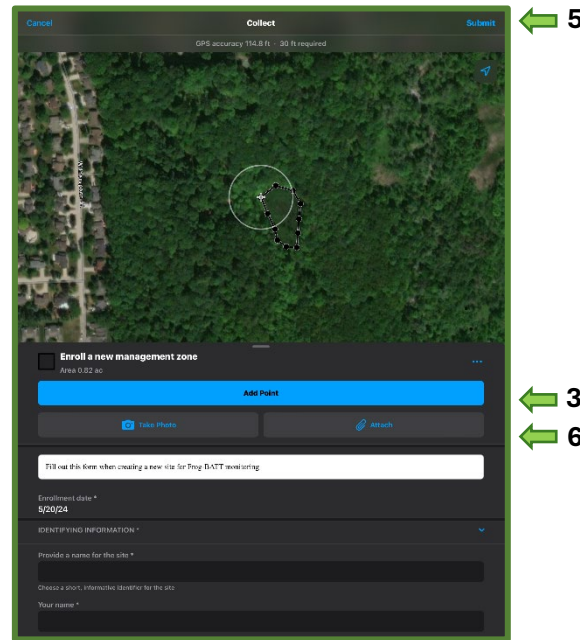 Cancel Collect Submit
5
GPS accuracy 114.8 ft · 30 ft required
Enroll a new management zone
Area 0.82 ac
Add Point
3
Take Photo Attach
6
Fill out this form when creating a new site for Frog BATT monitoring
Enrollment date *
5/20/24
IDENTIFYING INFORMATION *
Provide a name for the site *
Choose a short, informative identifier for the site
Your name *